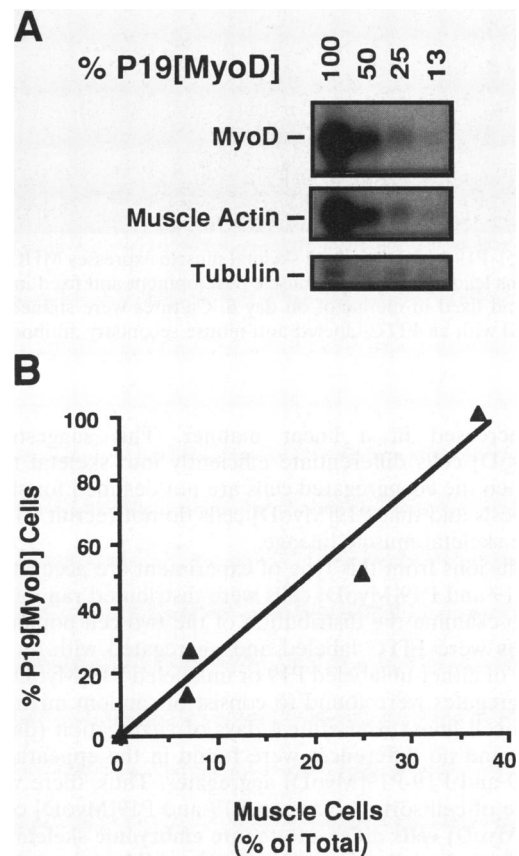 A
% P19[MyoD]
100 50 25 13
MyoD –
Muscle Actin –
Tubulin –
B
100
80
60
40
20
0 10 20 30 40
% P19[MyoD] Cells
Muscle Cells
(% of Total)